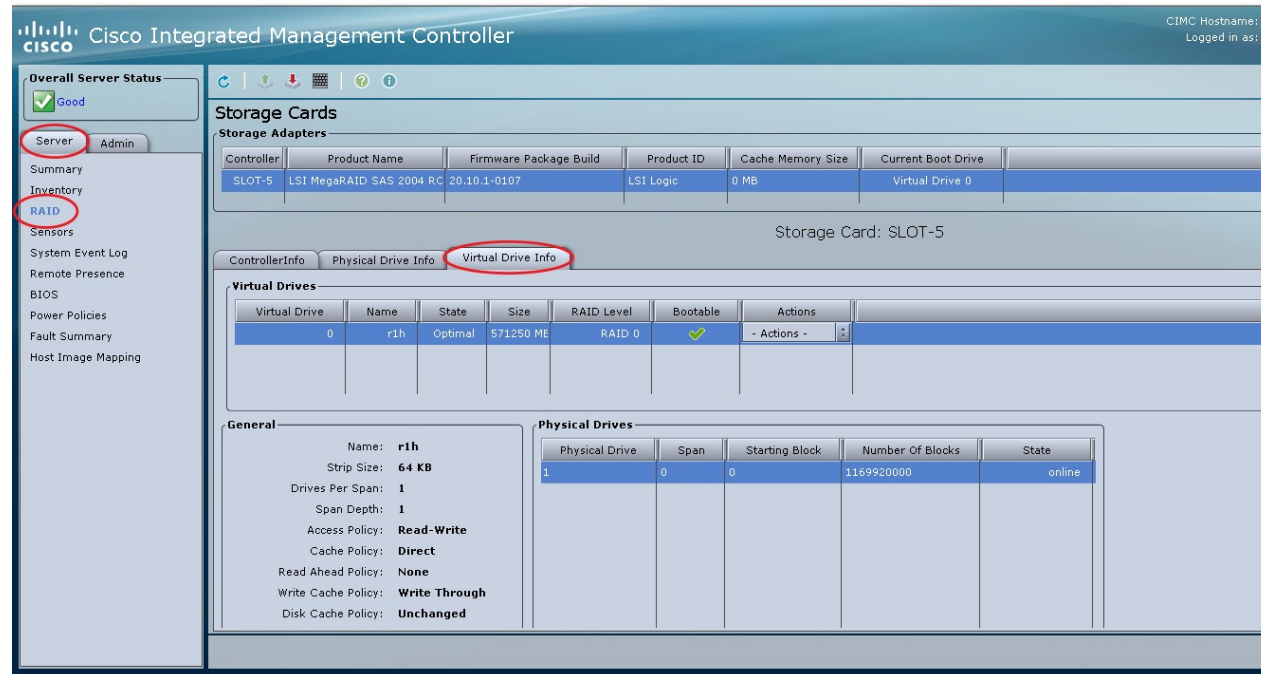 CISCO Cisco Integrated Management Controller
CIMC Hostname:
Logged in as:
Overall Server Status
Good
Server Admin
Summary
Inventory
RAID
Sensors
System Event Log
Remote Presence
BIOS
Power Policies
Fault Summary
Host Image Mapping
Storage Cards
Storage Adapters
Controller Product Name Firmware Package Build Product ID Cache Memory Size Current Boot Drive
SLOT-5 LSI MegaRAID SAS 2004 RC 20.10.1-0107 LSI Logic 0 MB Virtual Drive 0
Storage Card: SLOT-5
ControllerInfo Physical Drive Info Virtual Drive Info
Virtual Drives
Virtual Drive Name State Size RAID Level Bootable Actions
0 r1h Optimal 571250 MB RAID 0 - Actions -
General
Name: r1h
Strip Size: 64 KB
Drives Per Span: 1
Span Depth: 1
Access Policy: Read-Write
Cache Policy: Direct
Read Ahead Policy: None
Write Cache Policy: Write Through
Disk Cache Policy: Unchanged
Physical Drives
Physical Drive Span Starting Block Number Of Blocks State
1 0 0 1169920000 online